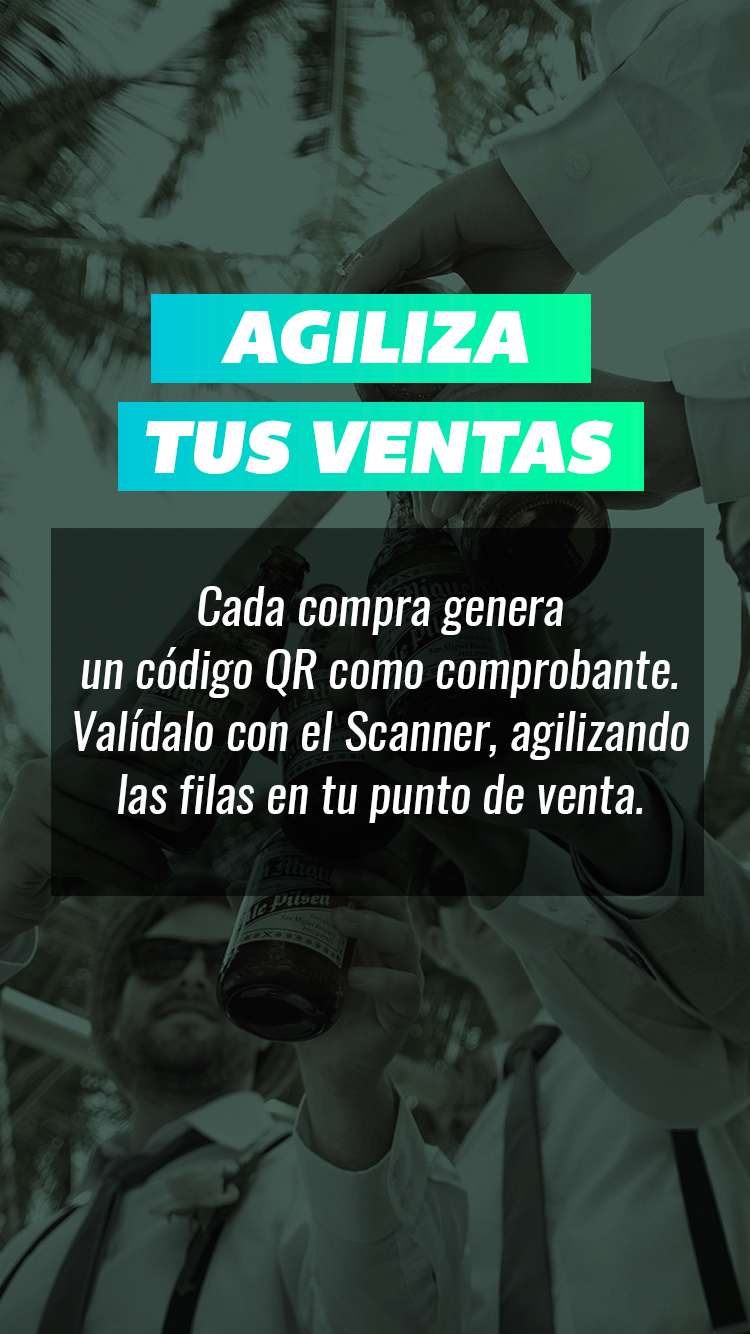 AGILIZA
TUS VENTAS
Cada compra genera
un código QR como comprobante.
Valídalo con el Scanner, agilizando
las filas en tu punto de venta.
Pilsen